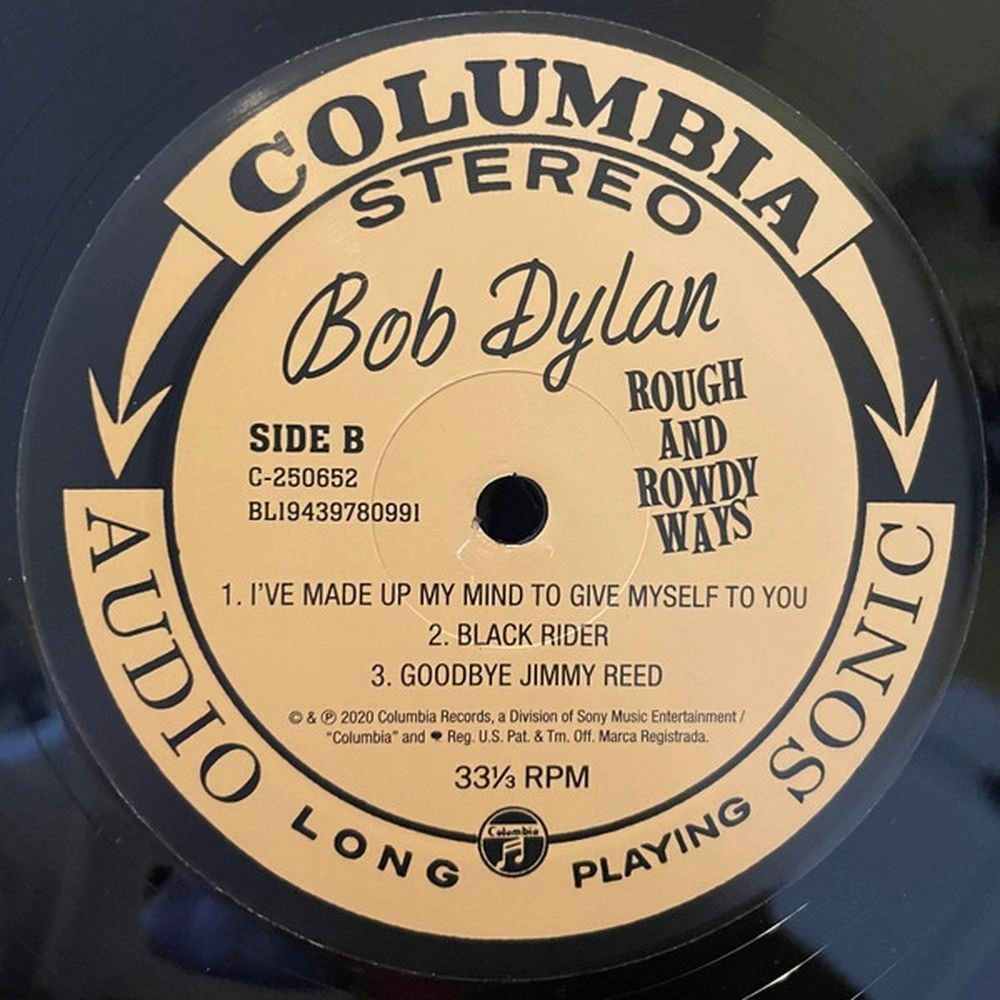 COLUMBIA
STEREO
Bob Dylan
ROUGH
AND
ROWDY
WAYS
SIDE B
C-250652
BL19439780991
1. I'VE MADE UP MY MIND TO GIVE MYSELF TO YOU
2. BLACK RIDER
3. GOODBYE JIMMY REED
© & ℗ 2020 Columbia Records, a Division of Sony Music Entertainment /
"Columbia" and Reg. U.S. Pat. & Tm. Off. Marca Registrada.
33⅓ RPM
Columbia
AUDIO LONG PLAYING SONIC